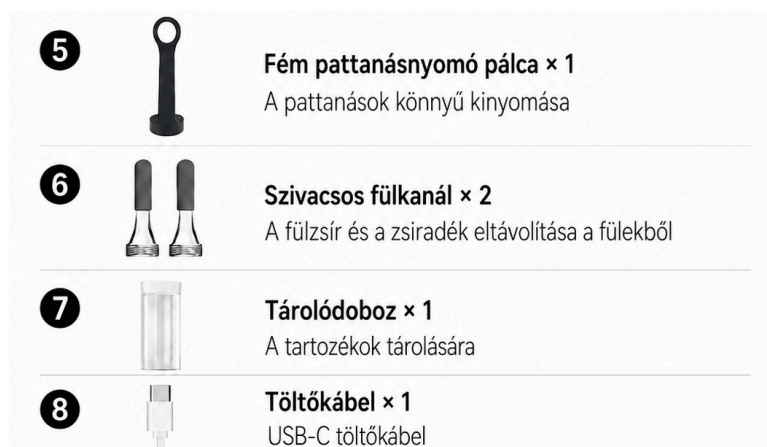 5
Fém pattanásnyomó pálca × 1
A pattanások könnyű kinyomása
6
Szivacsos fülkanál × 2
A fülzsír és a zsiradék eltávolítása a fülekből
7
Tárolódoboz × 1
A tartozékok tárolására
8
Töltőkábel × 1
USB-C töltőkábel